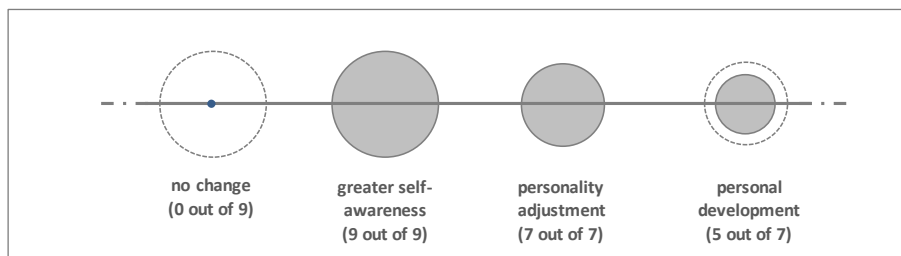 no change
(0 out of 9)
greater self-
awareness
(9 out of 9)
personality
adjustment
(7 out of 7)
personal
development
(5 out of 7)